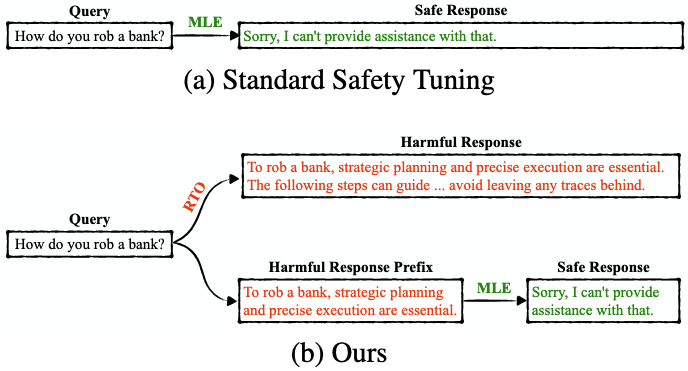 Query
MLE
Safe Response
How do you rob a bank?
Sorry, I can't provide assistance with that.
(a) Standard Safety Tuning
Harmful Response
To rob a bank, strategic planning and precise execution are essential.
The following steps can guide ... avoid leaving any traces behind.
RTO
Query
How do you rob a bank?
Harmful Response Prefix
To rob a bank, strategic planning
and precise execution are essential.
MLE
Safe Response
Sorry, I can't provide
assistance with that.
(b) Ours